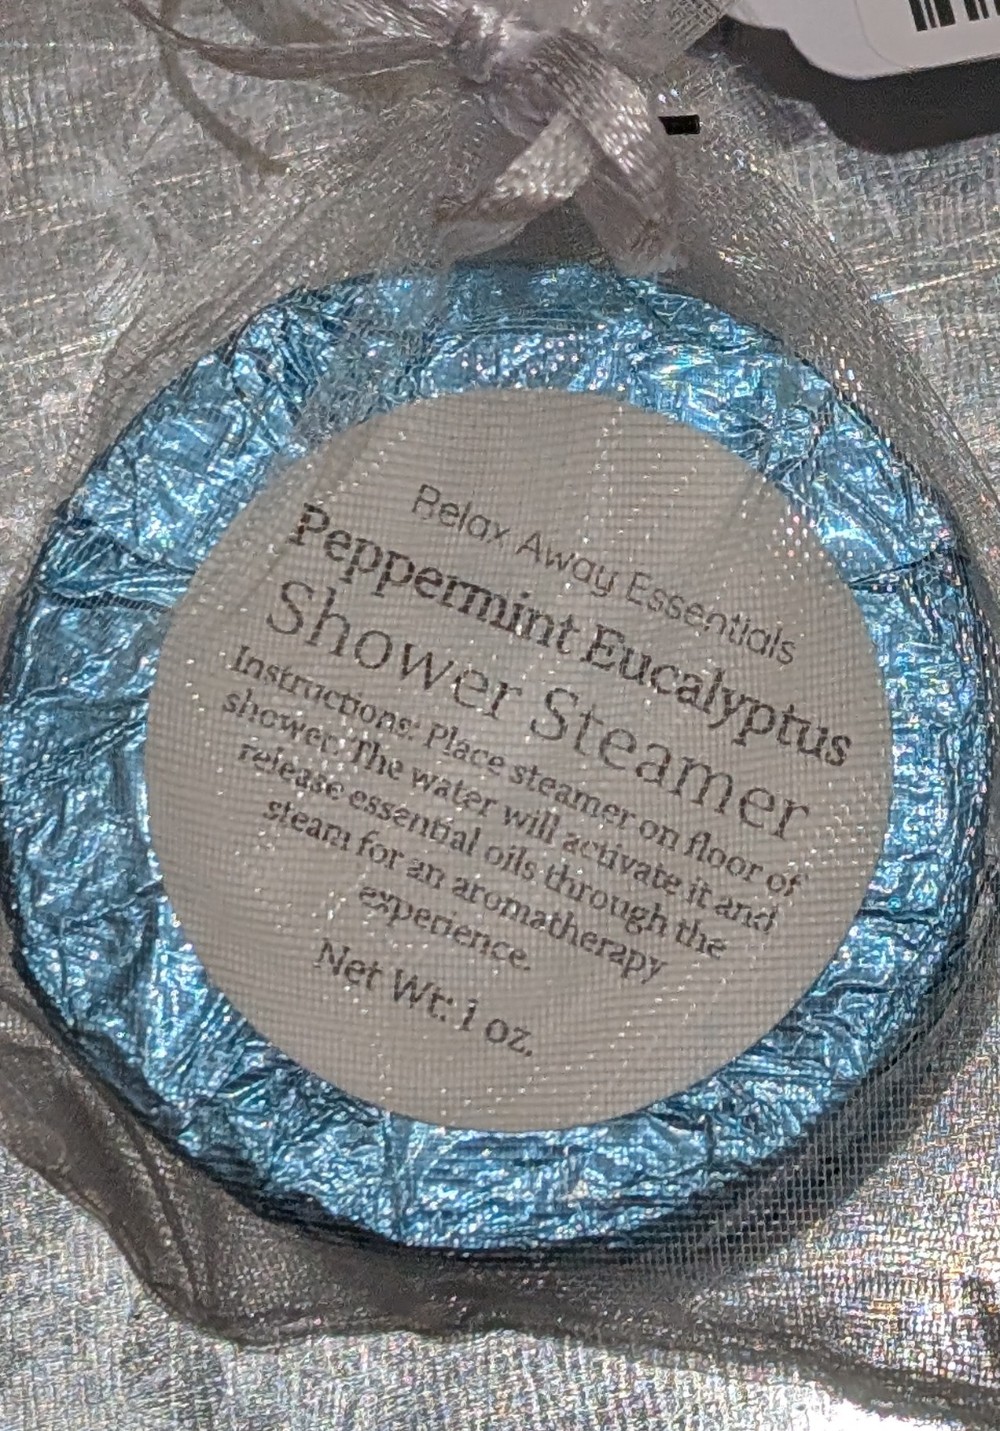 Relax Away Essentials
Peppermint Eucalyptus
Shower Steamer
Instructions: Place steamer on floor of
shower. The water will activate it and
release essential oils through the
steam for an aromatherapy
experience.
Net Wt: 1 oz.